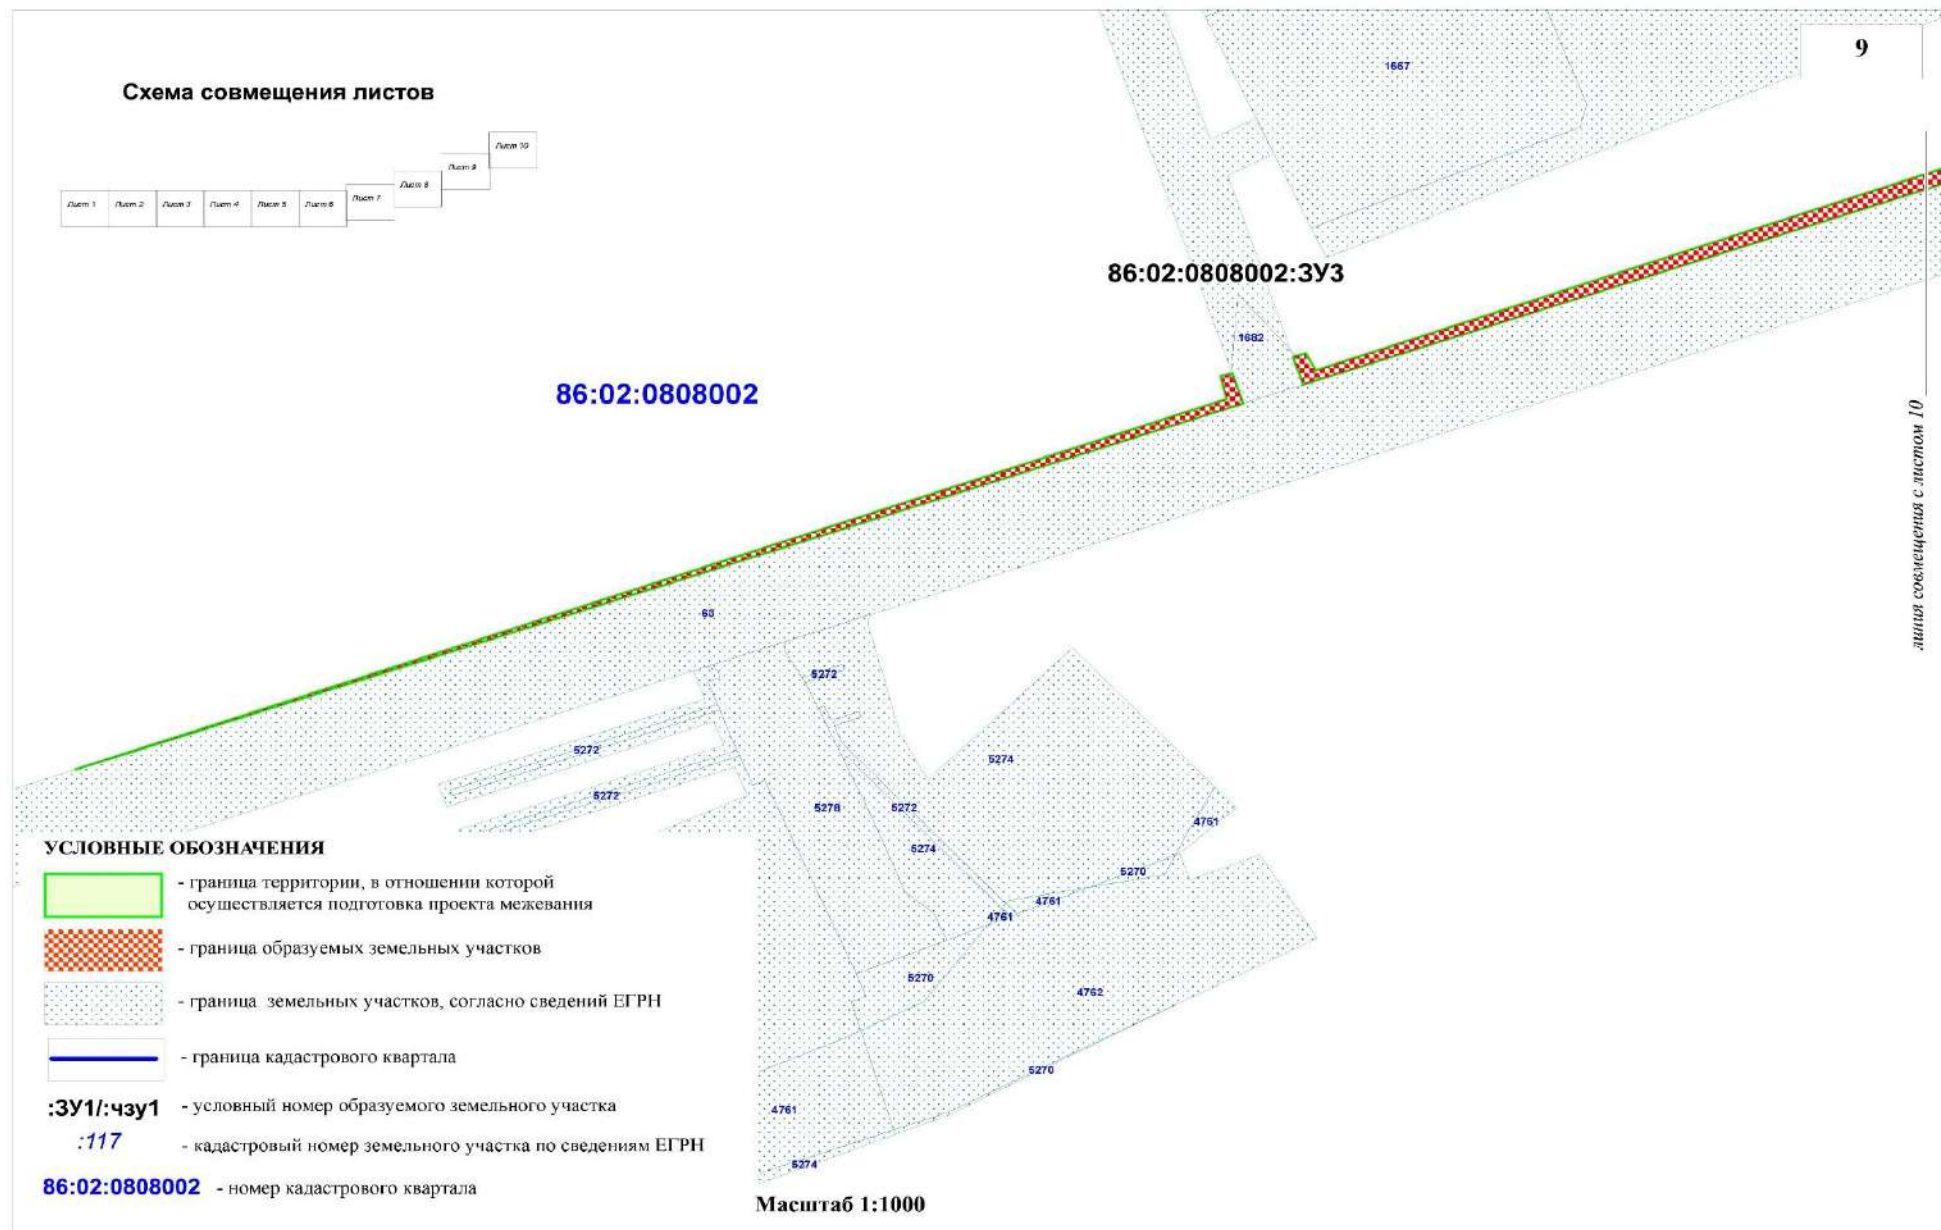 9
Схема совмещения листов
Лист 1
Лист 2
Лист 3
Лист 4
Лист 5
Лист 6
Лист 7
Лист 8
Лист 9
Лист 10
1667
86:02:0808002:ЗУ3
1682
86:02:0808002
линия совмещения с листом 10
60
5272
5272
5274
5272
5278
5272
4761
5274
5270
4761
4761
5270
4762
5270
4761
5274
УСЛОВНЫЕ ОБОЗНАЧЕНИЯ
- граница территории, в отношении которой
осуществляется подготовка проекта межевания
- граница образуемых земельных участков
- граница земельных участков, согласно сведений ЕГРН
- граница кадастрового квартала
:ЗУ1/:чзу1 - условный номер образуемого земельного участка
:117 - кадастровый номер земельного участка по сведениям ЕГРН
86:02:0808002 - номер кадастрового квартала
Масштаб 1:1000